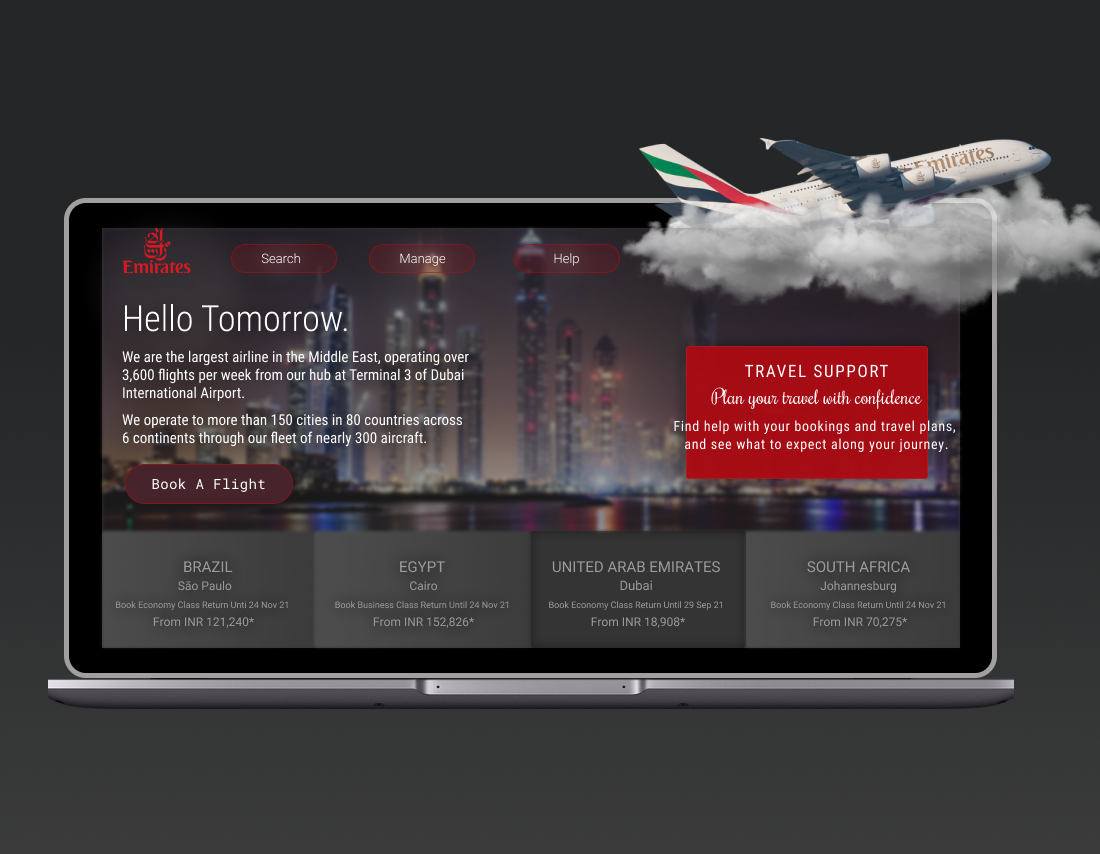 Emirates
Emirates
Search
Manage
Help
Hello Tomorrow.
We are the largest airline in the Middle East, operating over
3,600 flights per week from our hub at Terminal 3 of Dubai
International Airport.
We operate to more than 150 cities in 80 countries across
6 continents through our fleet of nearly 300 aircraft.
Book A Flight
TRAVEL SUPPORT
Plan your travel with confidence
Find help with your bookings and travel plans,
and see what to expect along your journey.
BRAZIL
São Paulo
Book Economy Class Return Unti 24 Nov 21
From INR 121,240*
EGYPT
Cairo
Book Business Class Return Until 24 Nov 21
From INR 152,826*
UNITED ARAB EMIRATES
Dubai
Book Economy Class Return Until 29 Sep 21
From INR 18,908*
SOUTH AFRICA
Johannesburg
Book Economy Class Return Until 24 Nov 21
From INR 70,275*